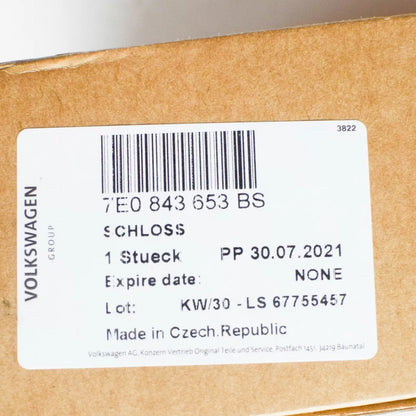 3822
VOLKSWAGEN
GROUP
7E0 843 653 BS
SCHLOSS
1 Stueck PP 30.07.2021
Expire date: NONE
Lot: KW/30 - LS 67755457
Made in Czech.Republic
Volkswagen AG, Konzern Vertrieb Original Teile und Service, Postfach 1451, 34219 Baunatal